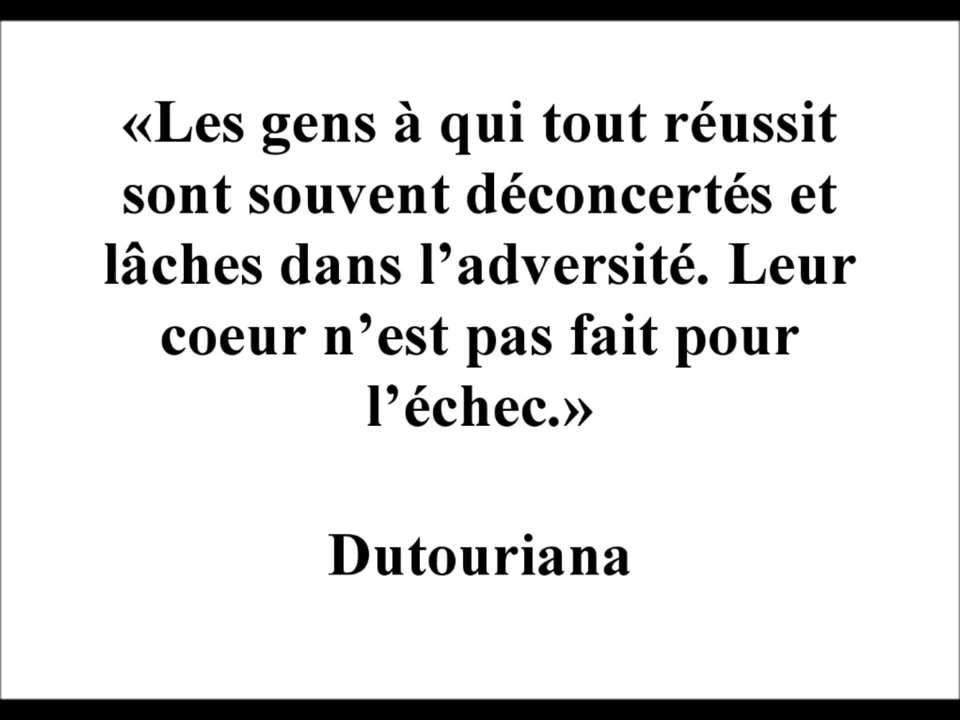 «Les gens à qui tout réussit
sont souvent déconcertés et
lâches dans l’adversité. Leur
coeur n’est pas fait pour
l’échec.»
Dutouriana